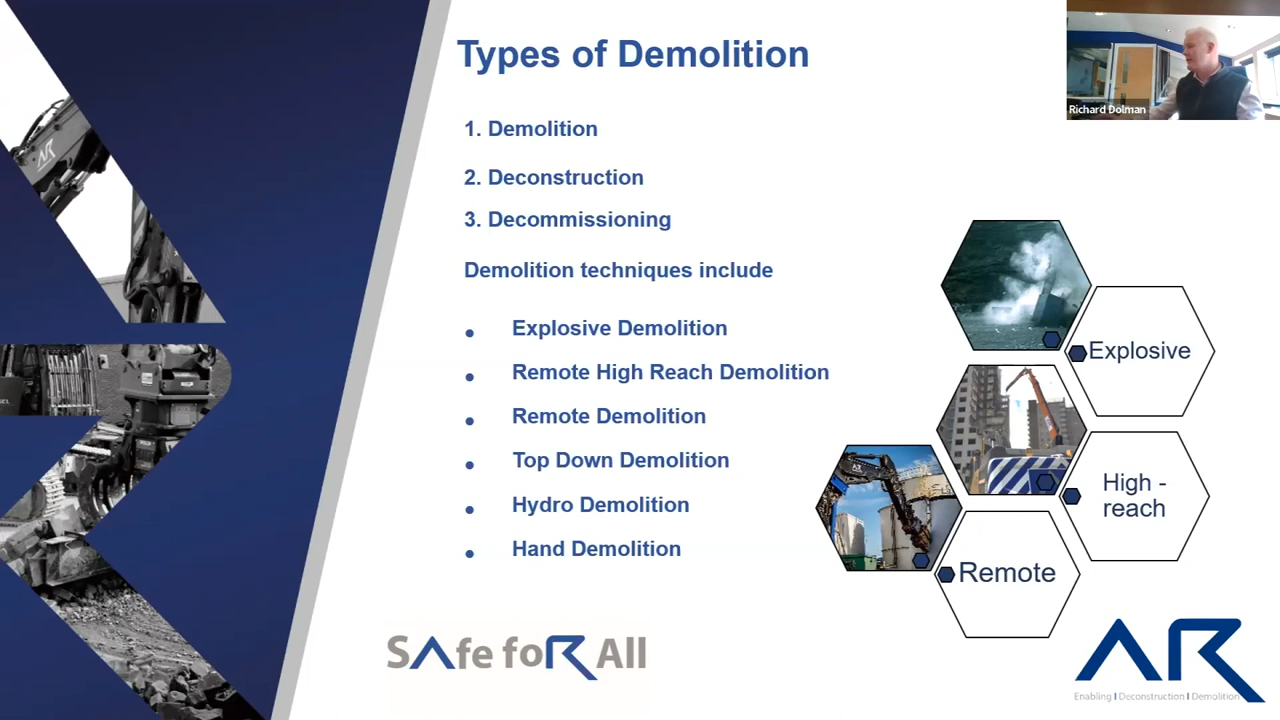 Types of Demolition
Richard Dolman
1. Demolition
2. Deconstruction
3. Decommissioning
Demolition techniques include
• Explosive Demolition
• Remote High Reach Demolition
• Remote Demolition
• Top Down Demolition
• Hydro Demolition
• Hand Demolition
Explosive
High -
reach
Remote
SAfe foR All
AR
Enabling | Deconstruction | Demolition
AR